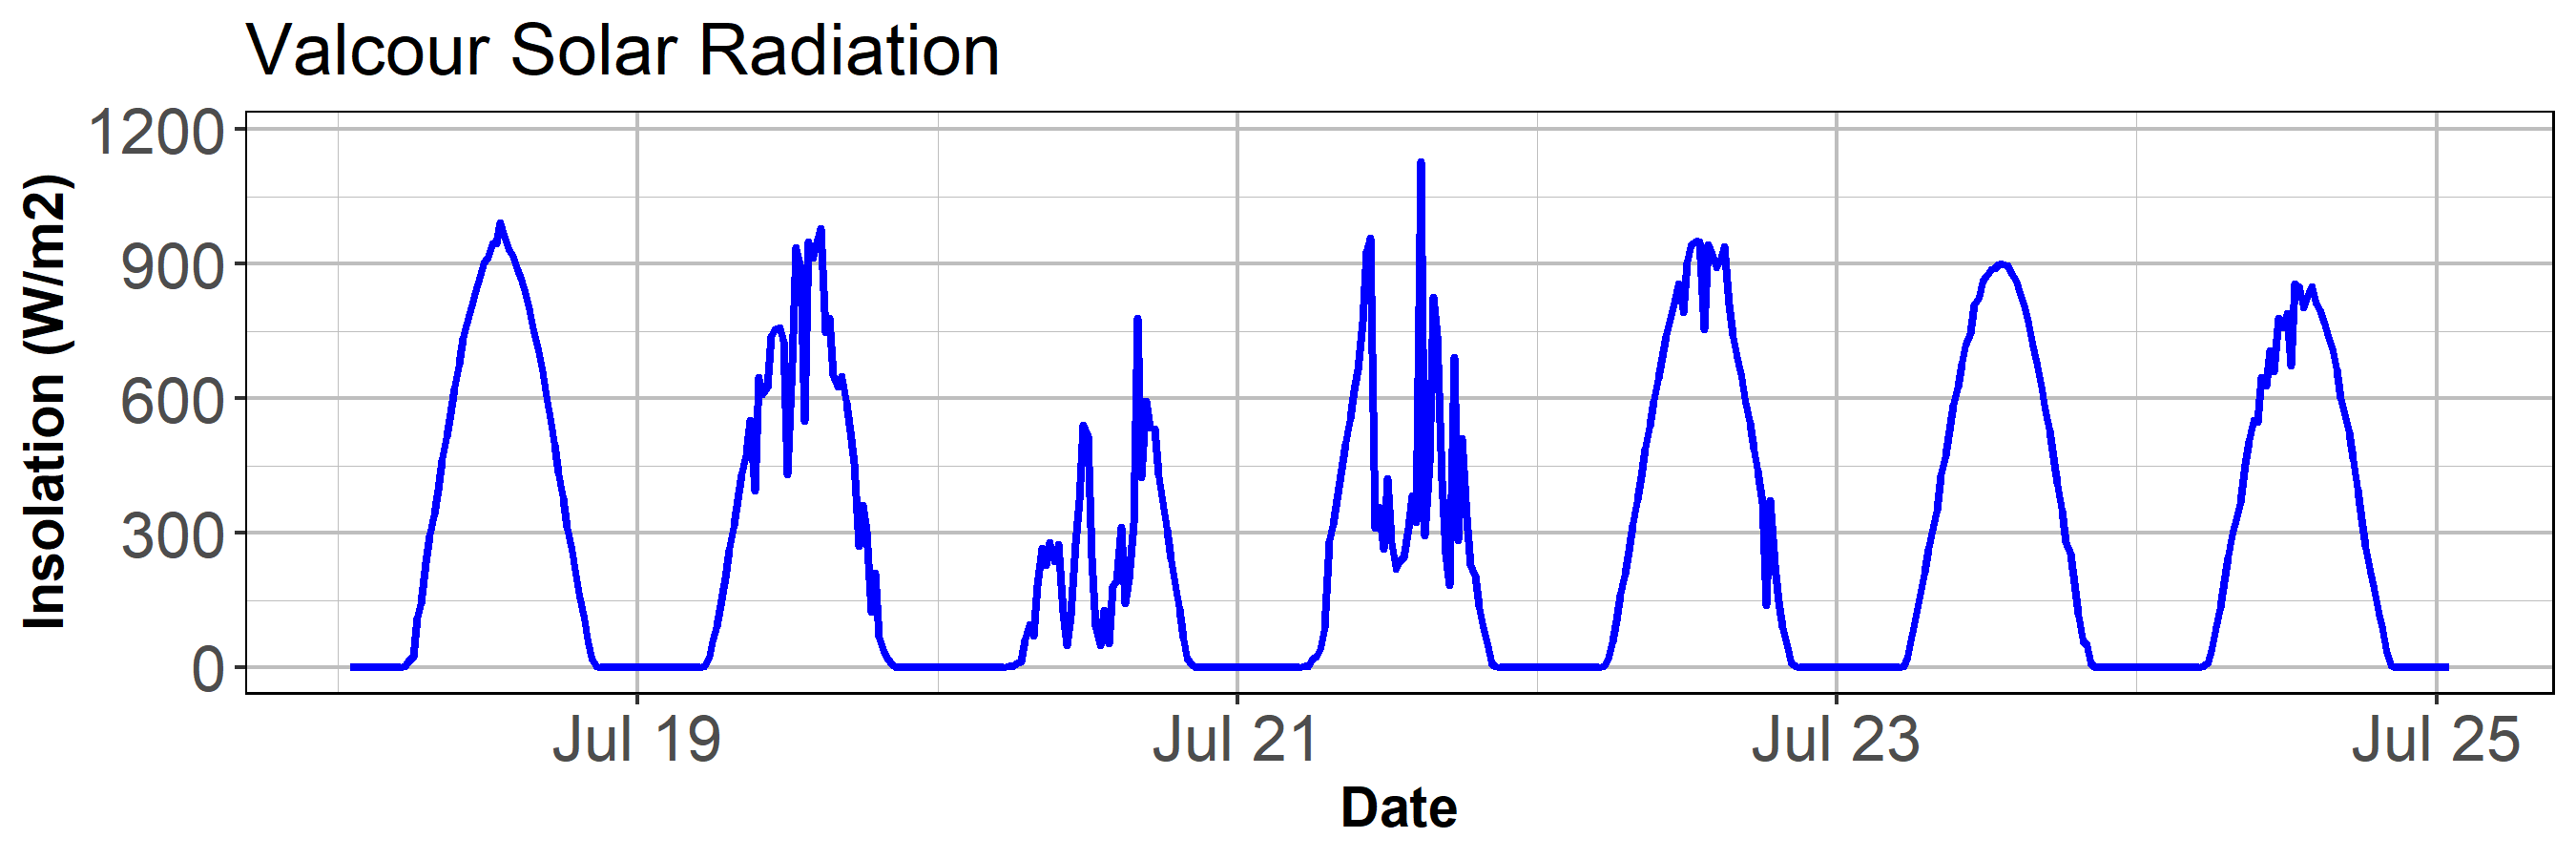 Valcour Solar Radiation
Insolation (W/m2)
1200
900
600
300
0
Jul 19
Jul 21
Jul 23
Jul 25
Date